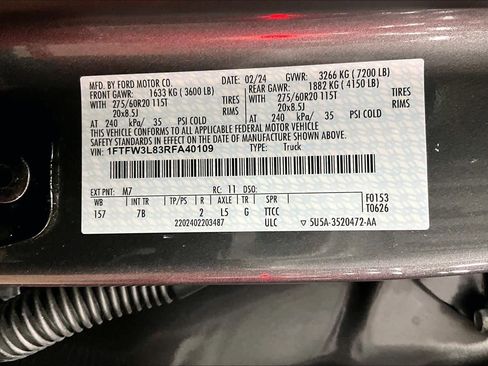 MFD. BY FORD MOTOR CO. 02/24 GVWR: 3266 KG (7200 LB)
FRONT GAWR: 1633 KG (3600 LB) REAR GAWR: 1882 KG (4150 LB)
WITH 275/60R20 115T TIRES WITH 275/60R20 115T TIRES
20x8.5J RIMS 20x8.5J RIMS
AT 240 kPa/ 35 PSI COLD AT 240 kPa/ 35 PSI COLD
THIS VEHICLE CONFORMS TO ALL APPLICABLE FEDERAL MOTOR VEHICLE
SAFETY STANDARDS IN EFFECT ON THE DATE OF MANUFACTURE SHOWN ABOVE.
VIN: 1FTFW3L83RFA40109 TYPE: Truck
EXT PNT: M7 RC: 11 DSO:
WB TP/PS R AXLE TR SPR F0153
157 7B 2 L5 G TTCC T0626
2202402203487 ULC 5U5A-3520472-AA